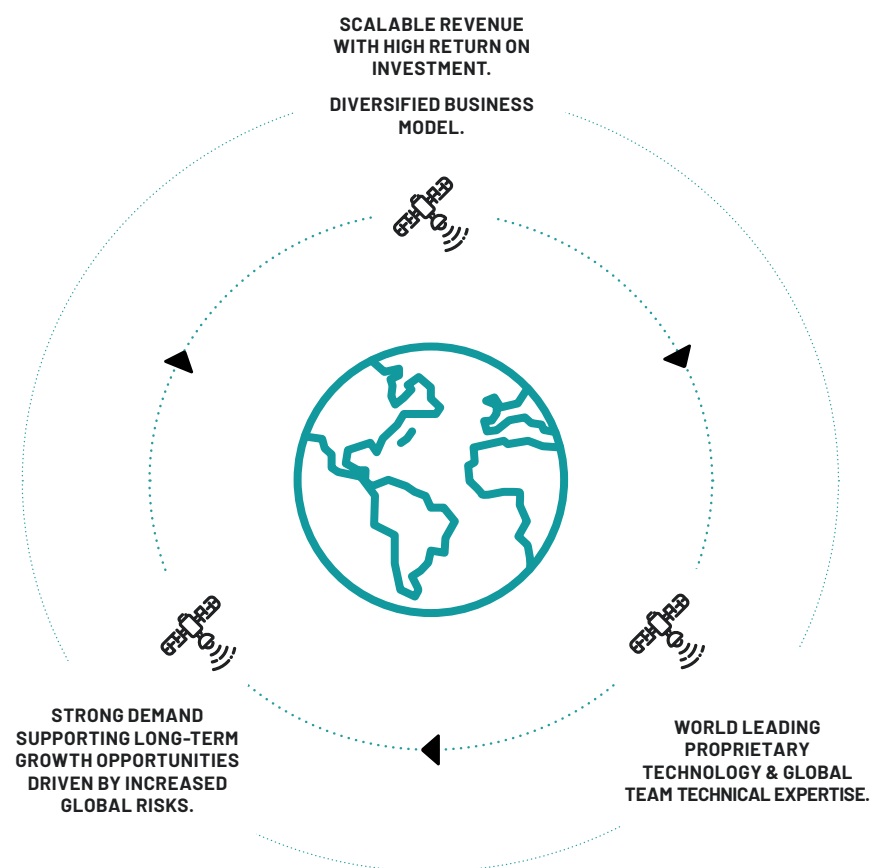 SCALABLE REVENUE
WITH HIGH RETURN ON
INVESTMENT.
DIVERSIFIED BUSINESS
MODEL.
STRONG DEMAND
SUPPORTING LONG-TERM
GROWTH OPPORTUNITIES
DRIVEN BY INCREASED
GLOBAL RISKS.
WORLD LEADING
PROPRIETARY
TECHNOLOGY & GLOBAL
TEAM TECHNICAL EXPERTISE.